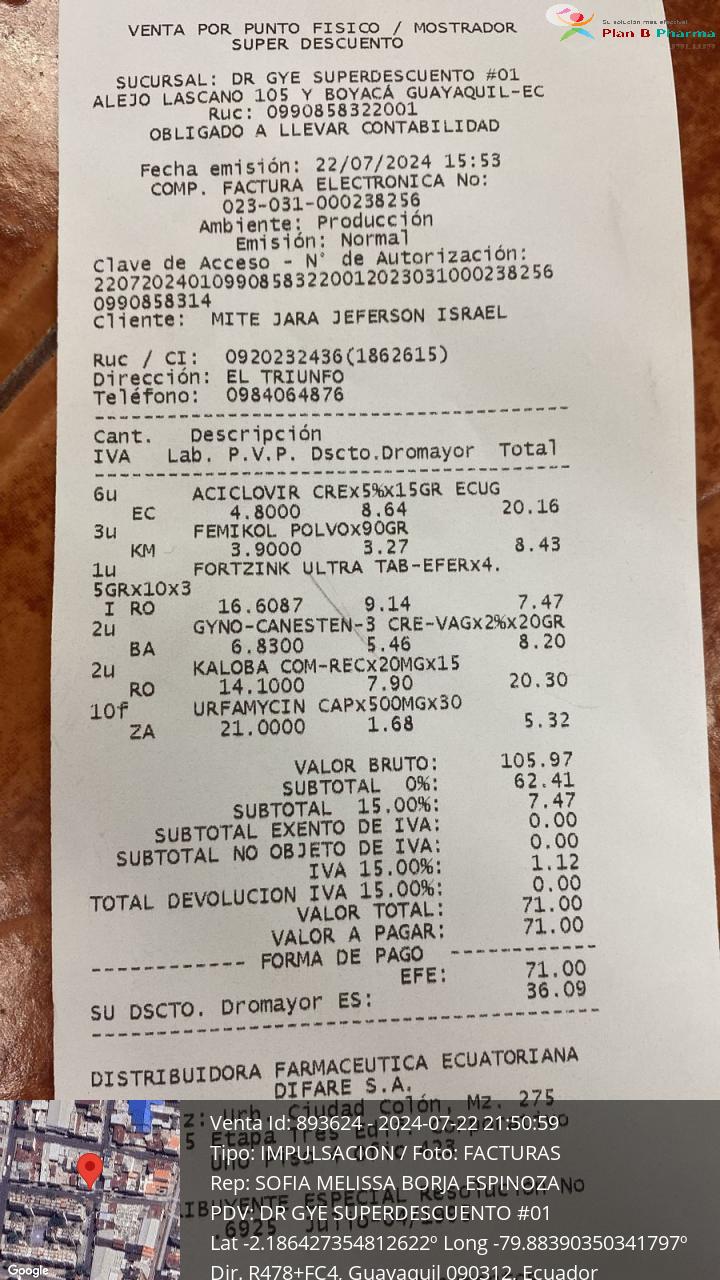 Su solución más efectiva!
Plan B Pharma
VENTA POR PUNTO FISICO / MOSTRADOR
SUPER DESCUENTO
SUCURSAL: DR GYE SUPERDESCUENTO #01
ALEJO LASCANO 105 Y BOYACÁ GUAYAQUIL-EC
Ruc: 0990858322001
OBLIGADO A LLEVAR CONTABILIDAD
Fecha emisión: 22/07/2024 15:53
COMP. FACTURA ELECTRONICA No:
023-031-000238256
Ambiente: Producción
Emisión: Normal
Clave de Acceso - N° de Autorización:
220720240109908583220012023031000238256
0990858314
Cliente: MITE JARA JEFERSON ISRAEL
Ruc / CI: 0920232436(1862615)
Dirección: EL TRIUNFO
Teléfono: 0984064876
Cant. Descripción
IVA Lab. P.V.P. Dscto.Dromayor Total
6u ACICLOVIR CREx5%x15GR ECUG
EC 4.8000 8.64 20.16
3u FEMIKOL POLVOx90GR
KM 3.9000 3.27 8.43
1u FORTZINK ULTRA TAB-EFERx4.
5GRx10x3
I RO 16.6087 9.14 7.47
2u GYNO-CANESTEN-3 CRE-VAGx2%x20GR
BA 6.8300 5.46 8.20
2u KALOBA COM-RECx20MGx15
RO 14.1000 7.90 20.30
10f URFAMYCIN CAPx500MGx30
ZA 21.0000 1.68 5.32
VALOR BRUTO: 105.97
SUBTOTAL 0%: 62.41
SUBTOTAL 15.00%: 7.47
SUBTOTAL EXENTO DE IVA: 0.00
SUBTOTAL NO OBJETO DE IVA: 0.00
IVA 15.00%: 1.12
TOTAL DEVOLUCION IVA 15.00%: 0.00
VALOR TOTAL: 71.00
VALOR A PAGAR: 71.00
FORMA DE PAGO
EFE: 71.00
SU DSCTO. Dromayor ES: 36.09
DISTRIBUIDORA FARMACEUTICA ECUATORIANA
DIFARE S.A.
z: Urb. Ciudad Colón, Mz. 275
Venta Id: 893624 - 2024-07-22 21:50:59
Tipo: IMPULSACION / Foto: FACTURAS
Rep: SOFIA MELISSA BORJA ESPINOZA
PDV: DR GYE SUPERDESCUENTO #01
Lat -2.186427354812622º Long -79.88390350341797º
Dir. R478+FC4, Guayaquil 090312, Ecuador
Google